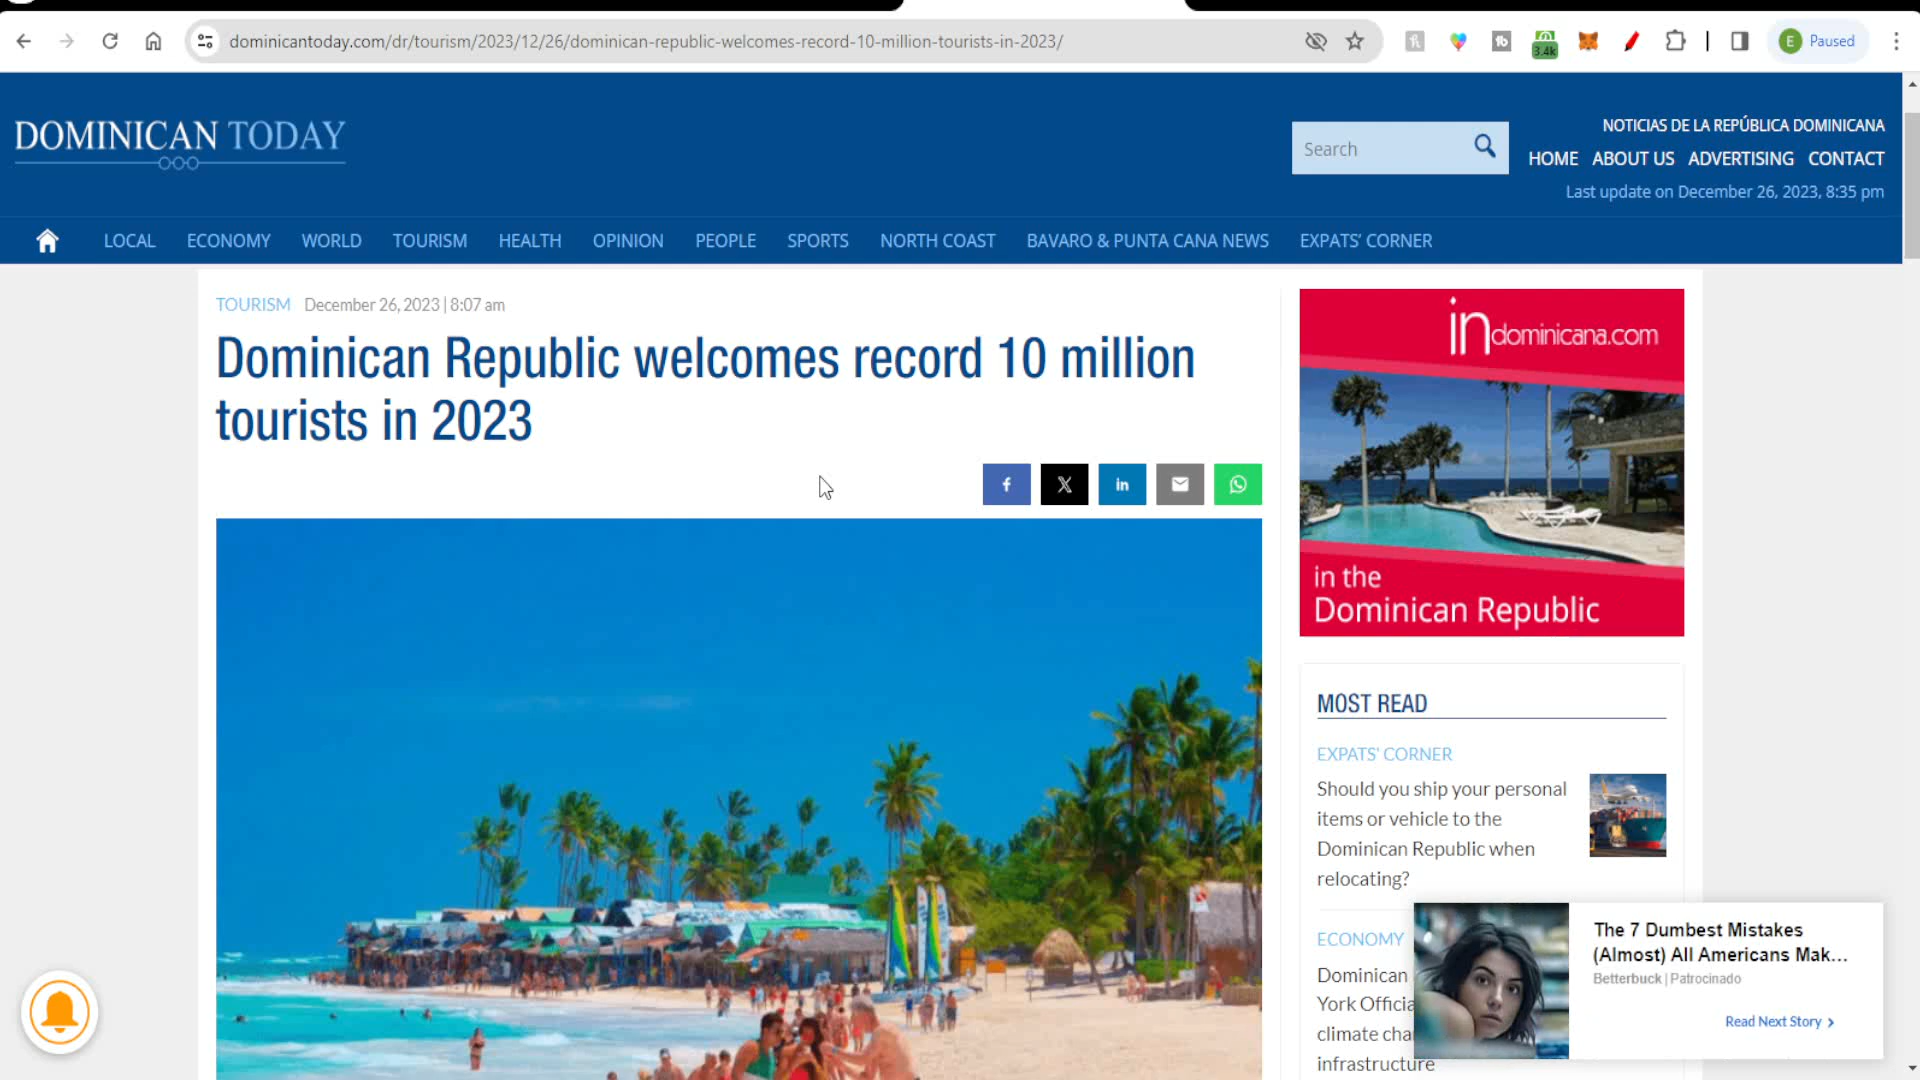 dominicantoday.com/dr/tourism/2023/12/26/dominican-republic-welcomes-record-10-million-tourists-in-2023/
3.4k
E
Paused
DOMINICAN TODAY
Search
NOTICIAS DE LA REPÚBLICA DOMINICANA
HOME ABOUT US ADVERTISING CONTACT
Last update on December 26, 2023, 8:35 pm
LOCAL ECONOMY WORLD TOURISM HEALTH OPINION PEOPLE SPORTS NORTH COAST BAVARO & PUNTA CANA NEWS EXPATS' CORNER
TOURISM December 26, 2023 | 8:07 am
Dominican Republic welcomes record 10 million
tourists in 2023
indominicana.com
in the
Dominican Republic
MOST READ
EXPATS' CORNER
Should you ship your personal
items or vehicle to the
Dominican Republic when
relocating?
ECONOMY
Dominican
York Officia
climate cha
infrastructure
The 7 Dumbest Mistakes
(Almost) All Americans Mak...
Betterbuck | Patrocinado
Read Next Story